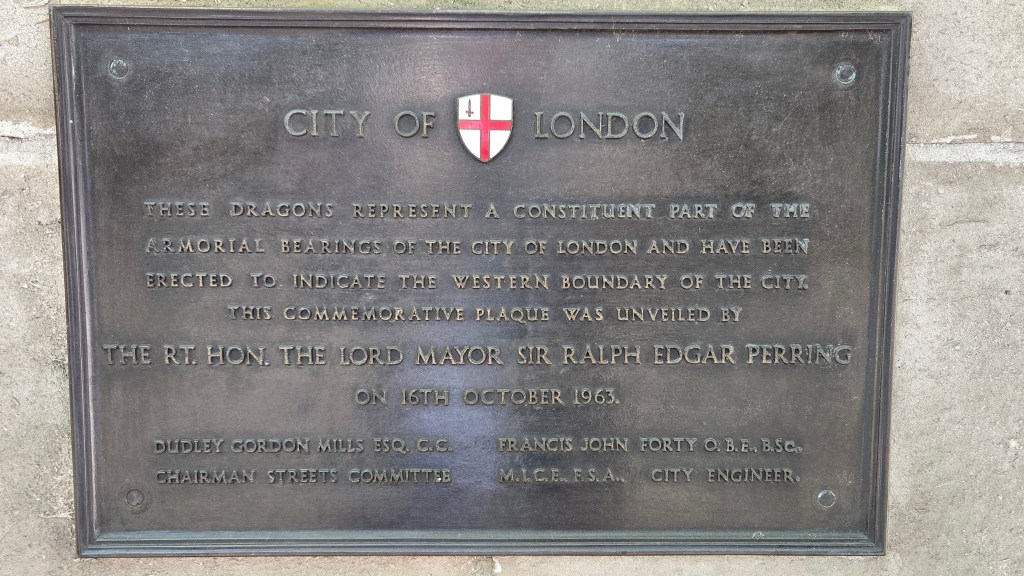 CITY OF LONDON
THESE DRAGONS REPRESENT A CONSTITUENT PART OF THE
ARMORIAL BEARINGS OF THE CITY OF LONDON AND HAVE BEEN
ERECTED TO INDICATE THE WESTERN BOUNDARY OF THE CITY.
THIS COMMEMORATIVE PLAQUE WAS UNVEILED BY
THE RT. HON. THE LORD MAYOR SIR RALPH EDGAR PERRING
ON 16TH OCTOBER 1963.
DUDLEY GORDON MILLS ESQ. C.C.
CHAIRMAN STREETS COMMITTEE
FRANCIS JOHN FORTY O.B.E., B.Sc.,
M.I.C.E., F.S.A., CITY ENGINEER.